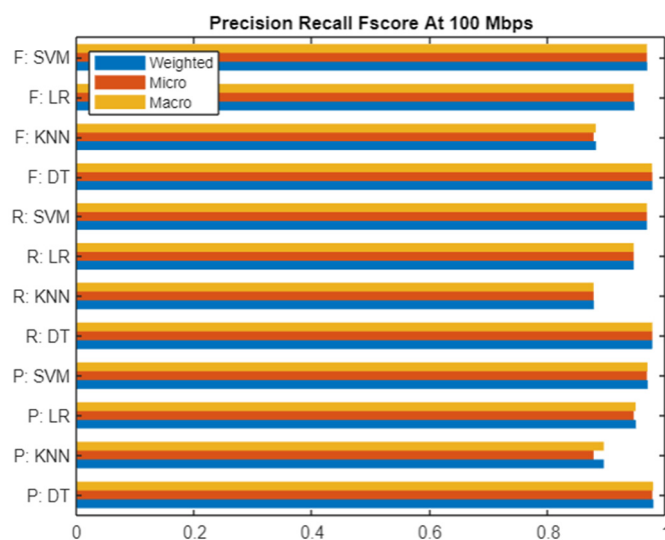 Precision Recall Fscore At 100 Mbps
F: SVM
F: LR
F: KNN
F: DT
R: SVM
R: LR
R: KNN
R: DT
P: SVM
P: LR
P: KNN
P: DT
Weighted
Micro
Macro
0 0.2 0.4 0.6 0.8 1